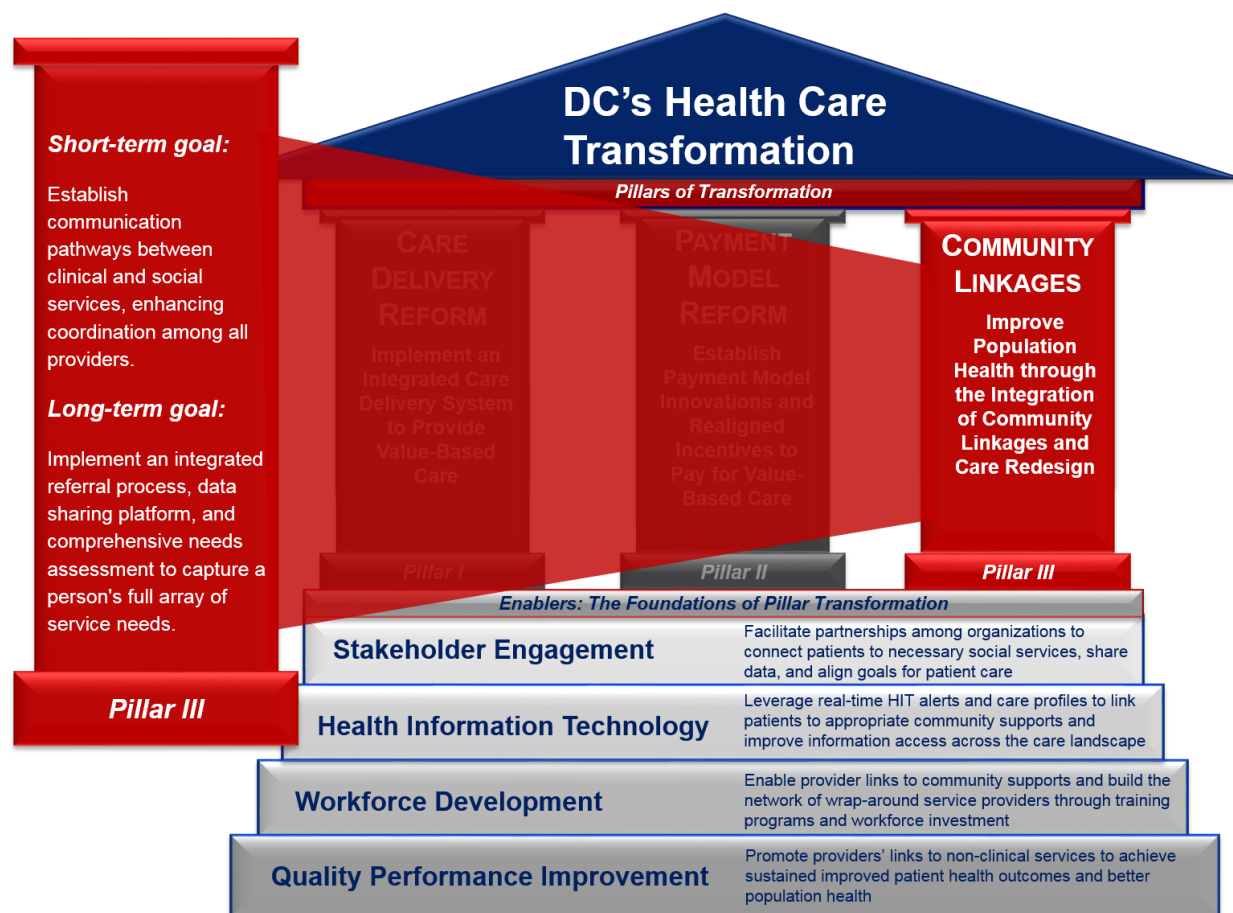 DC’s Health Care
Transformation
Pillars of Transformation
Short-term goal:
Establish
communication
pathways between
clinical and social
services, enhancing
coordination among all
providers.
Long-term goal:
Implement an integrated
referral process, data
sharing platform, and
comprehensive needs
assessment to capture a
person's full array of
service needs.
Pillar III
CARE
DELIVERY
REFORM
Implement an
Integrated Care
Delivery System
to Provide
Value-Based
Care
Pillar I
PAYMENT
MODEL
REFORM
Establish
Payment Model
Innovations and
Realigned
Incentives to
Pay for Value-
Based Care
Pillar II
COMMUNITY
LINKAGES
Improve
Population
Health through
the Integration
of Community
Linkages and
Care Redesign
Pillar III
Enablers: The Foundations of Pillar Transformation
Stakeholder Engagement
Facilitate partnerships among organizations to
connect patients to necessary social services, share
data, and align goals for patient care
Health Information Technology
Leverage real-time HIT alerts and care profiles to link
patients to appropriate community supports and
improve information access across the care landscape
Workforce Development
Enable provider links to community supports and build the
network of wrap-around service providers through training
programs and workforce investment
Quality Performance Improvement
Promote providers’ links to non-clinical services to achieve
sustained improved patient health outcomes and better
population health